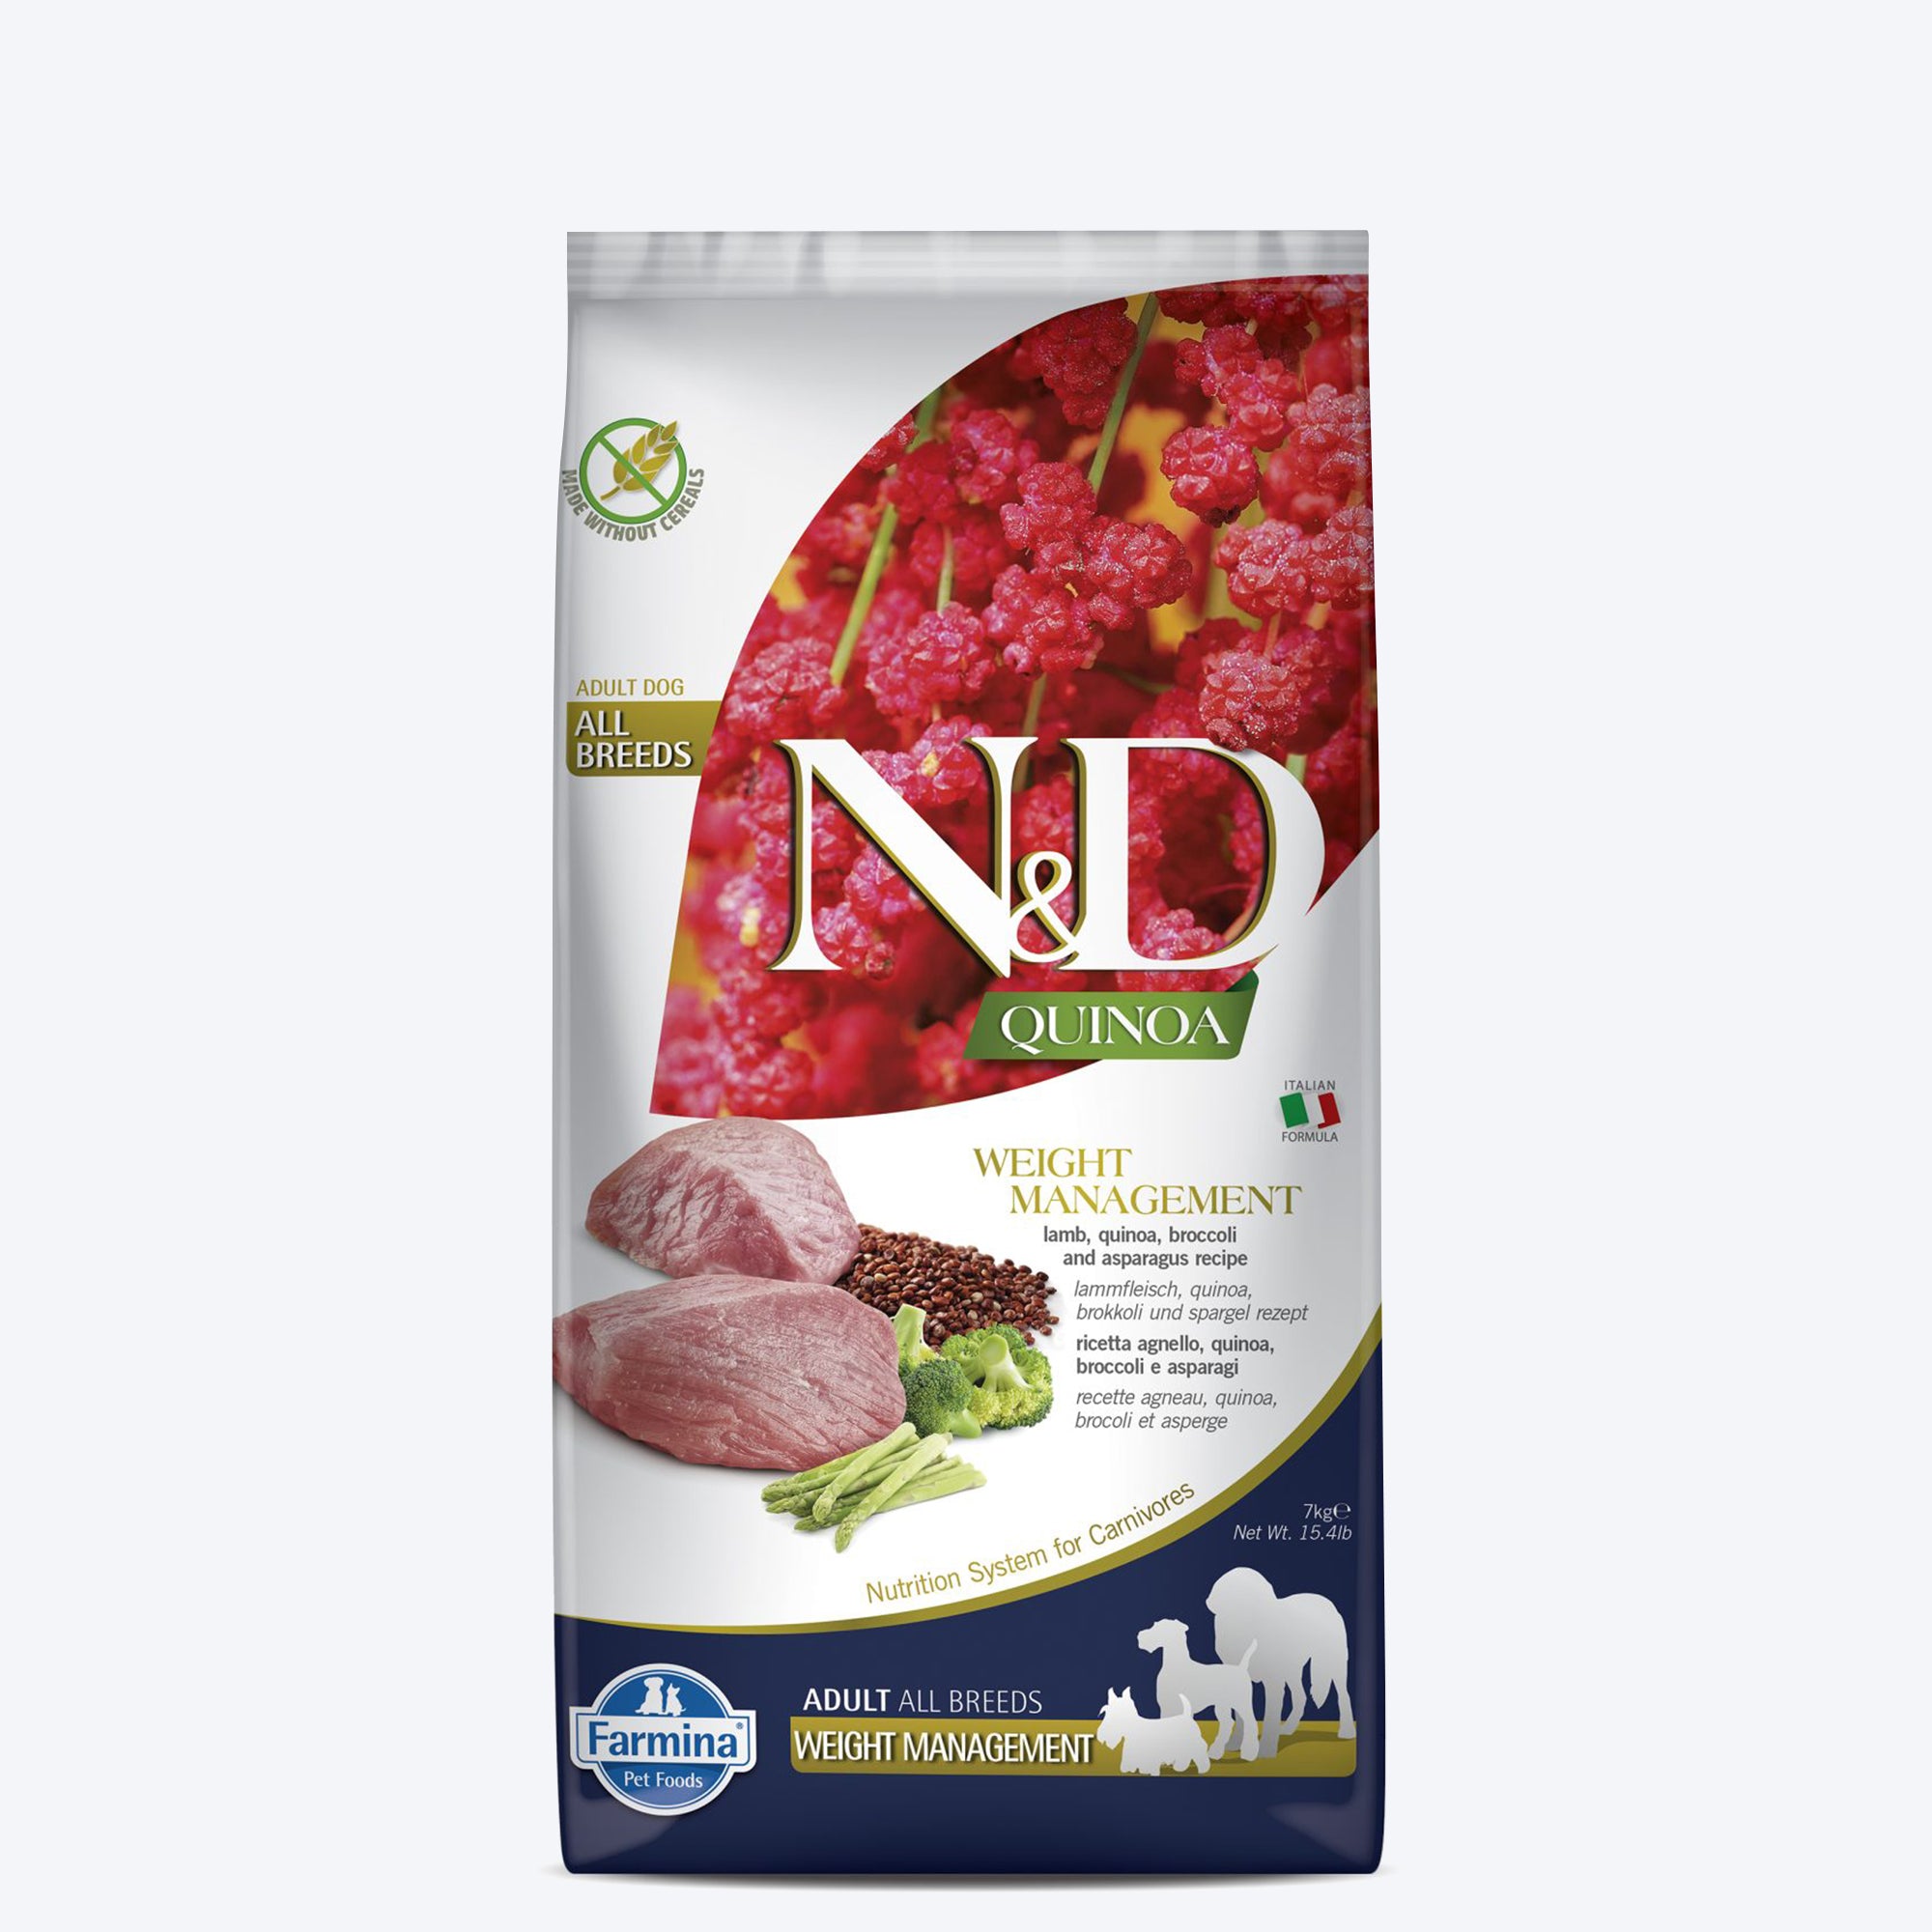 MADE WITHOUT CEREALS
ADULT DOG
ALL
BREEDS
N&D
QUINOA
ITALIAN
FORMULA
WEIGHT
MANAGEMENT
lamb, quinoa, broccoli
and asparagus recipe
lammfleisch, quinoa,
brokkoli und spargel rezept
ricetta agnello, quinoa,
broccoli e asparagi
recette agneau, quinoa,
brocoli et asperge
7kg℮
Net Wt. 15.4lb
Nutrition System for Carnivores
Farmina®
Pet Foods
ADULT ALL BREEDS
WEIGHT MANAGEMENT